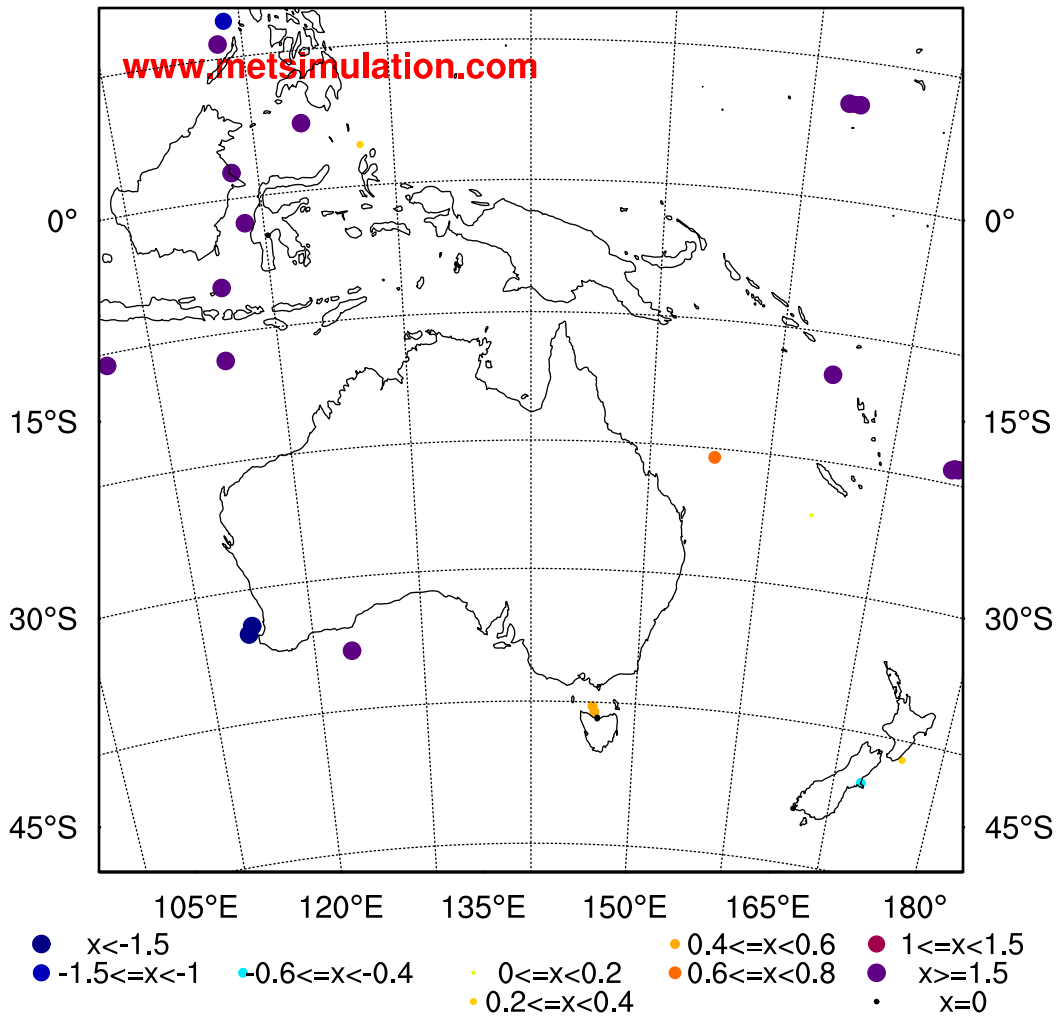 www.metsimulation.com
0° 0°
15°S 15°S
30°S 30°S
45°S 45°S
105°E 120°E 135°E 150°E 165°E 180°
x<-1.5 0.4<=x<0.6 1<=x<1.5
-1.5<=x<-1 -0.6<=x<-0.4 0<=x<0.2 0.6<=x<0.8 x>=1.5
0.2<=x<0.4 x=0